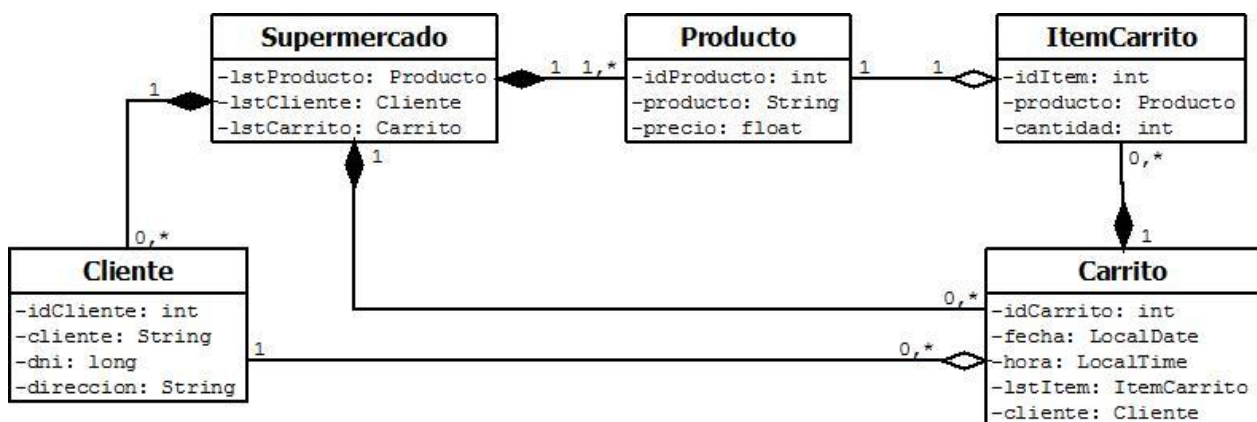 Supermercado
-lstProducto: Producto
-lstCliente: Cliente
-lstCarrito: Carrito
1
1
1,*
1
Producto
-idProducto: int
-producto: String
-precio: float
1
1
ItemCarrito
-idItem: int
-producto: Producto
-cantidad: int
0,*
1
0,*
Cliente
-idCliente: int
-cliente: String
-dni: long
-direccion: String
1
0,*
0,*
Carrito
-idCarrito: int
-fecha: LocalDate
-hora: LocalTime
-lstItem: ItemCarrito
-cliente: Cliente